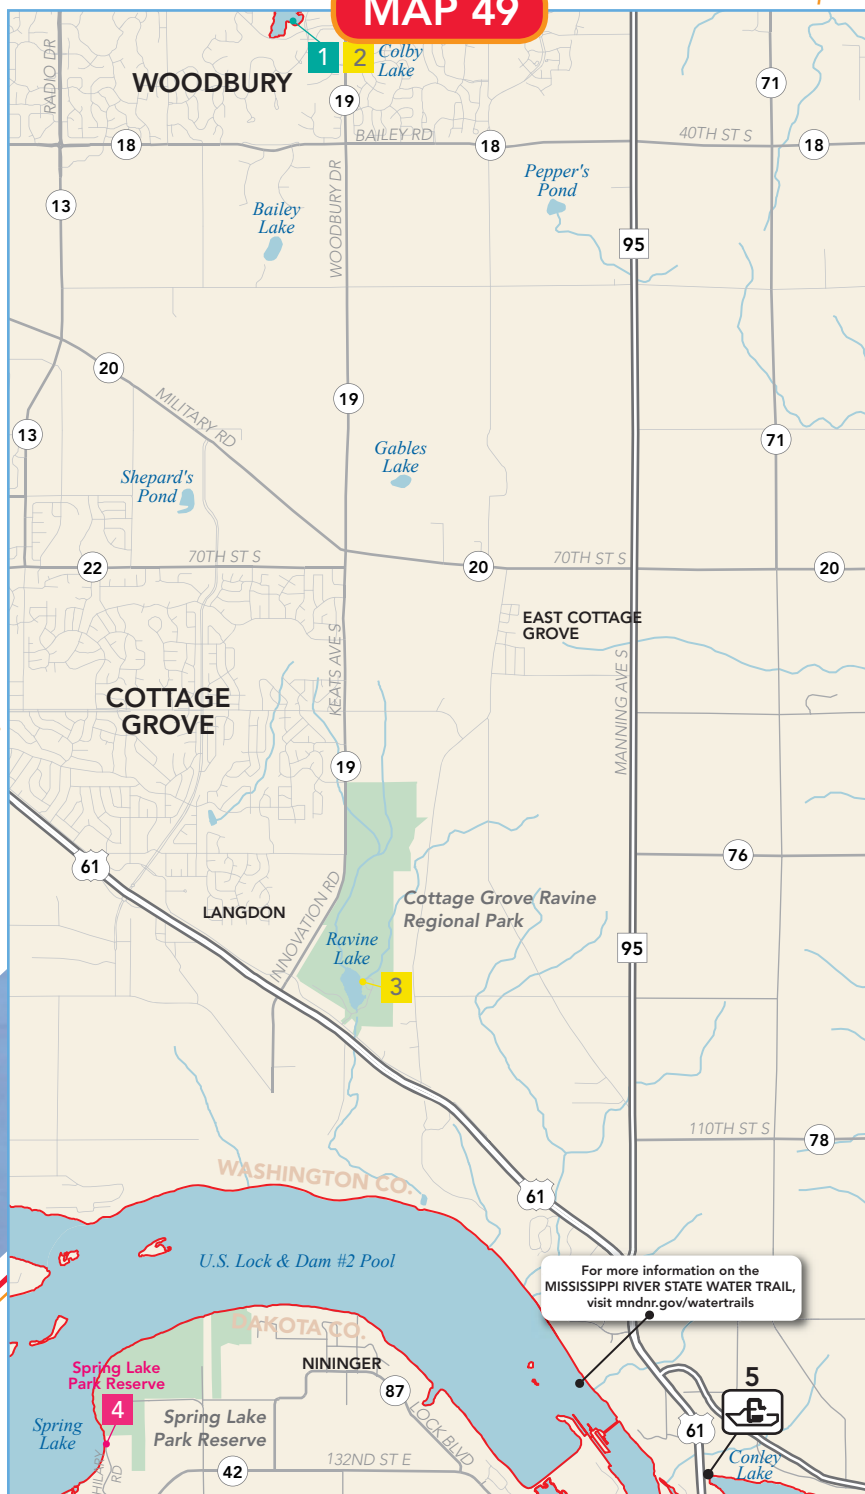 MAP 49
RADIO DR
WOODBURY
1
2
Colby
Lake
19
71
18
BAILEY RD
18
40TH ST S
18
13
Bailey
Lake
WOODBURY DR
Pepper's
Pond
95
20
MILITARY RD
19
13
71
Gables
Lake
Shepard's
Pond
22
70TH ST S
20
70TH ST S
20
EAST COTTAGE
GROVE
KEATS AVE S
MANNING AVE S
COTTAGE
GROVE
19
61
76
LANGDON
INNOVATION RD
Cottage Grove Ravine
Regional Park
Ravine
Lake
95
3
110TH ST S
78
WASHINGTON CO.
61
U.S. Lock & Dam #2 Pool
For more information on the
MISSISSIPPI RIVER STATE WATER TRAIL,
visit mndnr.gov/watertrails
DAKOTA CO.
NININGER
Spring Lake
Park Reserve
4
87
5
Spring
Lake
Spring Lake
Park Reserve
LOCK BLVD
61
HILARY
RD
132ND ST E
42
Conley
Lake